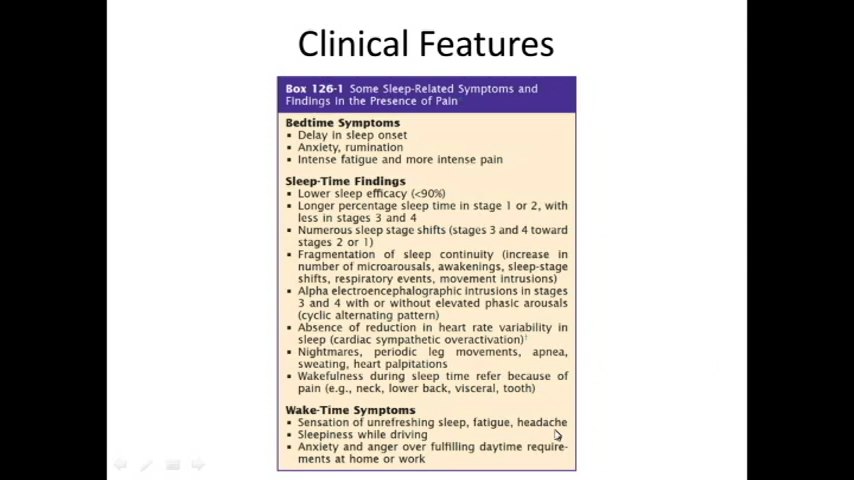 Clinical Features
Box 126-1 Some Sleep-Related Symptoms and
Findings in the Presence of Pain
Bedtime Symptoms
▪ Delay in sleep onset
▪ Anxiety, rumination
▪ Intense fatigue and more intense pain
Sleep-Time Findings
▪ Lower sleep efficacy (<90%)
▪ Longer percentage sleep time in stage 1 or 2, with
less in stages 3 and 4
▪ Numerous sleep stage shifts (stages 3 and 4 toward
stages 2 or 1)
▪ Fragmentation of sleep continuity (increase in
number of microarousals, awakenings, sleep-stage
shifts, respiratory events, movement intrusions)
▪ Alpha electroencephalographic intrusions in stages
3 and 4 with or without elevated phasic arousals
(cyclic alternating pattern)
▪ Absence of reduction in heart rate variability in
sleep (cardiac sympathetic overactivation)†
▪ Nightmares, periodic leg movements, apnea,
sweating, heart palpitations
▪ Wakefulness during sleep time refer because of
pain (e.g., neck, lower back, visceral, tooth)
Wake-Time Symptoms
▪ Sensation of unrefreshing sleep, fatigue, headache
▪ Sleepiness while driving
▪ Anxiety and anger over fulfilling daytime require-
ments at home or work